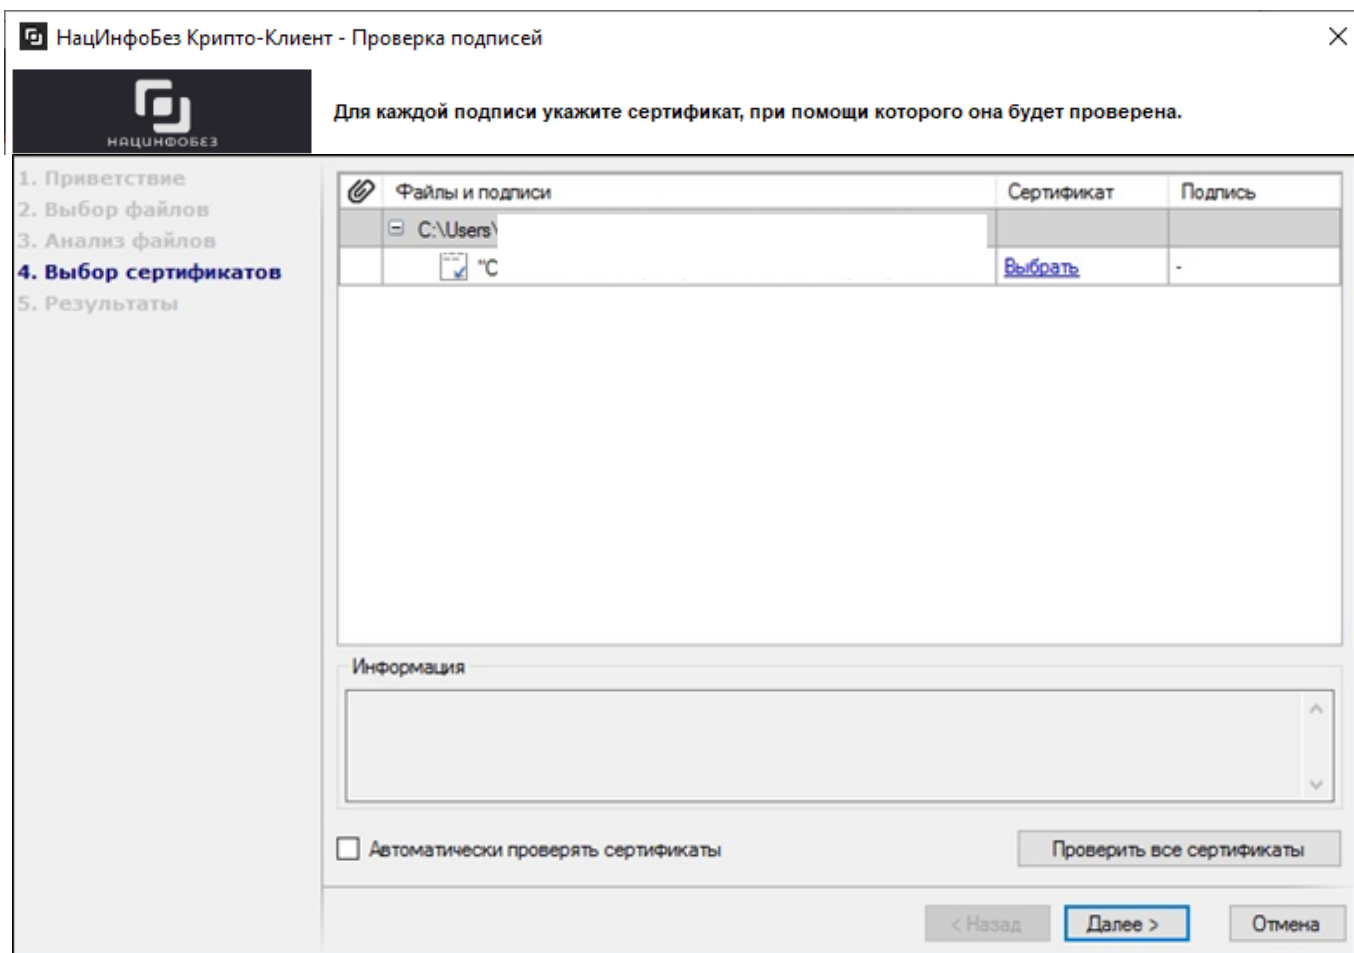 НацИнфоБез Крипто-Клиент - Проверка подписей
НАЦИНФОБЕЗ
Для каждой подписи укажите сертификат, при помощи которого она будет проверена.
1. Приветствие
2. Выбор файлов
3. Анализ файлов
4. Выбор сертификатов
5. Результаты
Файлы и подписи Сертификат Подпись
C:\Users\
"С Выбрать -
Информация
Автоматически проверять сертификаты
Проверить все сертификаты
< Назад Далее > Отмена